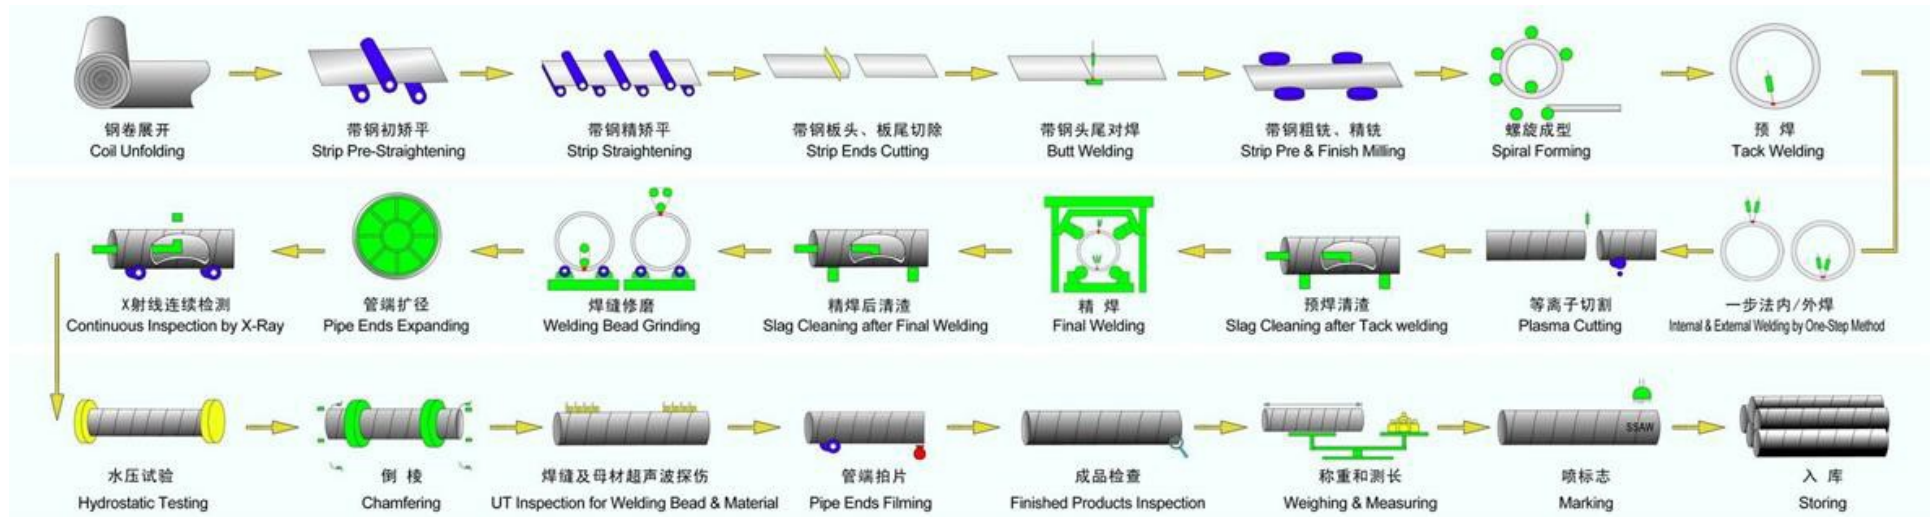 钢卷展开
Coil Unfolding
带钢初矫平
Strip Pre-Straightening
带钢精矫平
Strip Straightening
带钢板头、板尾切除
Strip Ends Cutting
带钢头尾对焊
Butt Welding
带钢粗铣、精铣
Strip Pre & Finish Milling
螺旋成型
Spiral Forming
预 焊
Tack Welding
一步法内/外焊
Internal & External Welding by One-Step Method
等离子切割
Plasma Cutting
预焊清渣
Slag Cleaning after Tack welding
精 焊
Final Welding
精焊后清渣
Slag Cleaning after Final Welding
焊缝修磨
Welding Bead Grinding
管端扩径
Pipe Ends Expanding
X射线连续检测
Continuous Inspection by X-Ray
水压试验
Hydrostatic Testing
倒 棱
Chamfering
焊缝及母材超声波探伤
UT Inspection for Welding Bead & Material
管端拍片
Pipe Ends Filming
成品检查
Finished Products Inspection
称重和测长
Weighing & Measuring
SSAW
喷标志
Marking
入 库
Storing